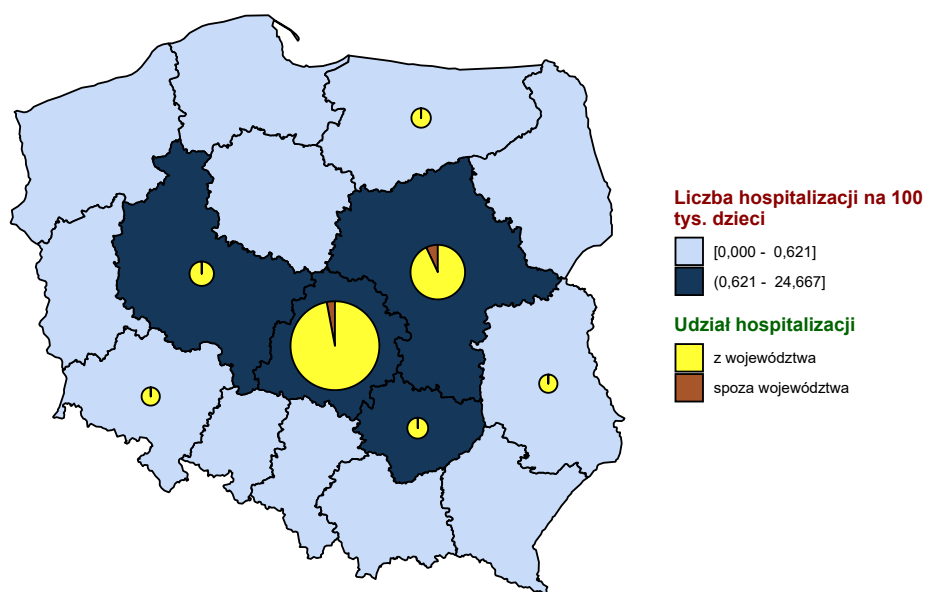 Liczba hospitalizacji na 100
tys. dzieci
[0,000 - 0,621]
(0,621 - 24,667]
Udział hospitalizacji
z województwa
spoza województwa